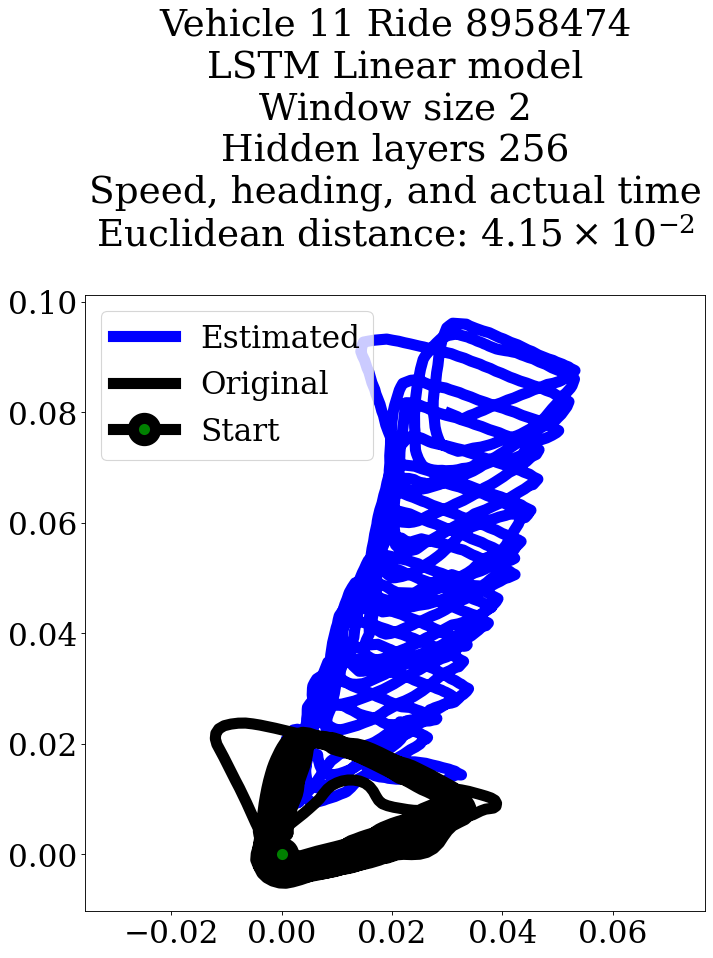 Vehicle 11 Ride 8958474
LSTM Linear model
Window size 2
Hidden layers 256
Speed, heading, and actual time
Euclidean distance: 4.15 × 10⁻²
0.10
0.08
0.06
0.04
0.02
0.00
Estimated
Original
Start
−0.02 0.00 0.02 0.04 0.06